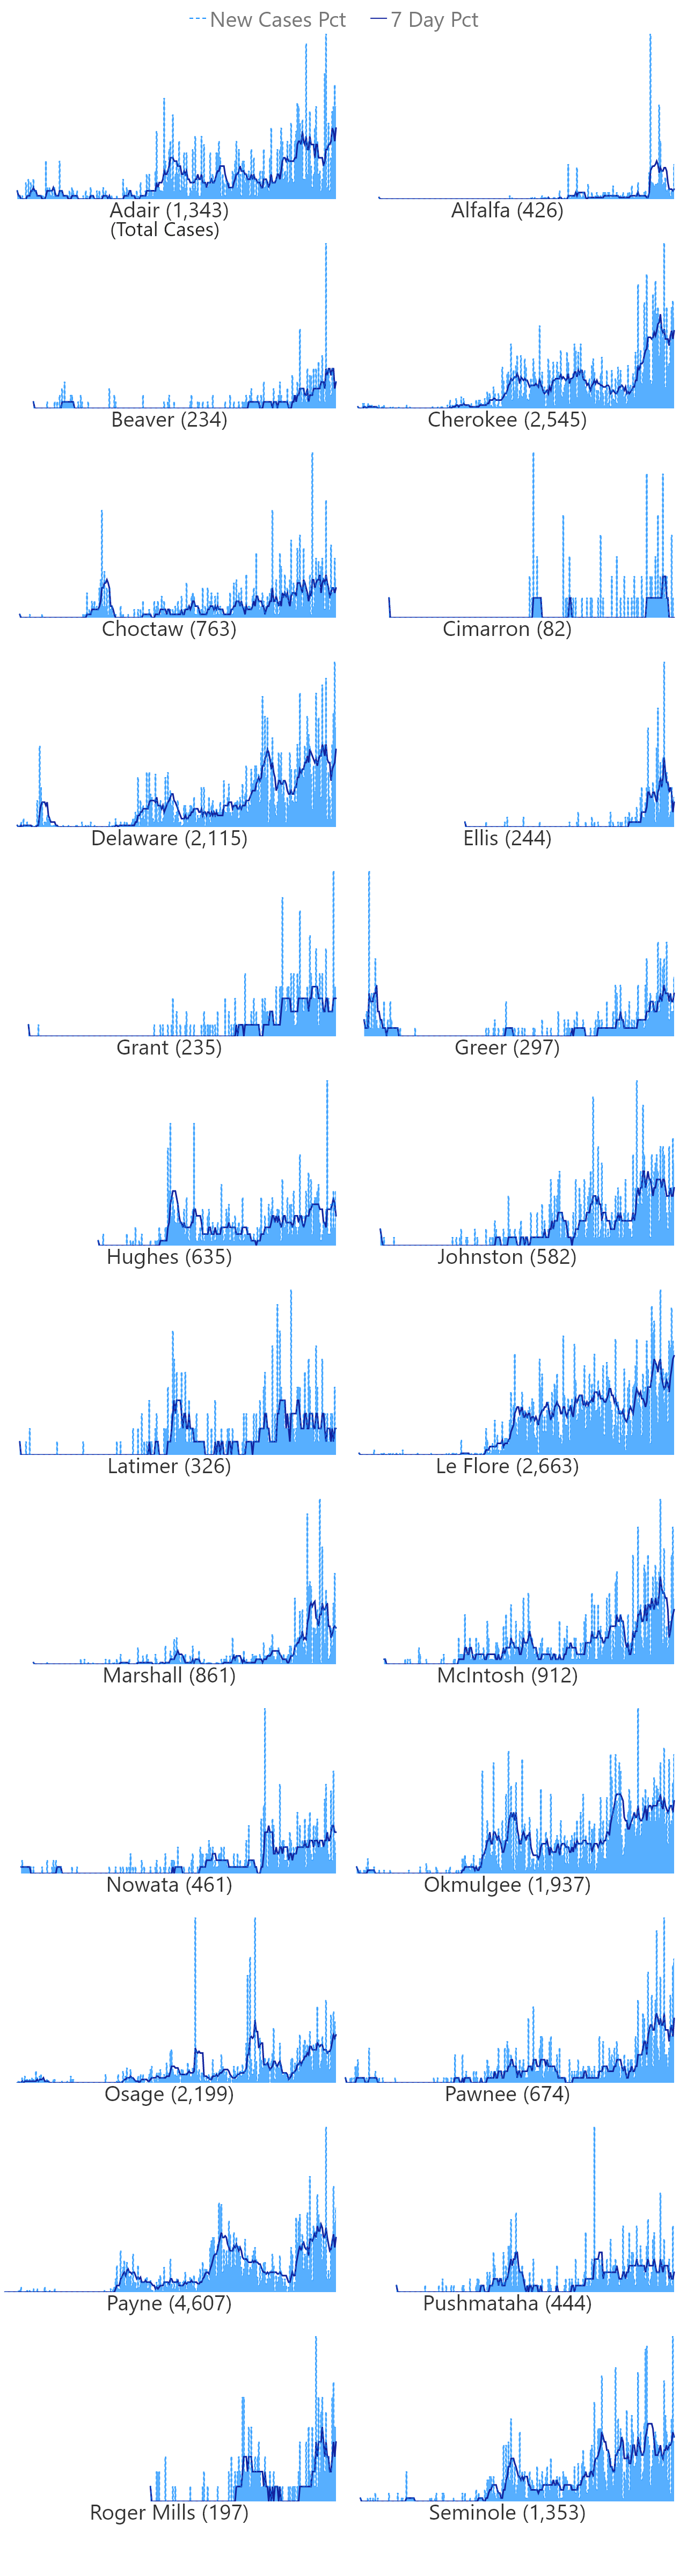 New Cases Pct 7 Day Pct
Adair (1,343) Alfalfa (426)
(Total Cases)
Beaver (234) Cherokee (2,545)
Choctaw (763) Cimarron (82)
Delaware (2,115) Ellis (244)
Grant (235) Greer (297)
Hughes (635) Johnston (582)
Latimer (326) Le Flore (2,663)
Marshall (861) McIntosh (912)
Nowata (461) Okmulgee (1,937)
Osage (2,199) Pawnee (674)
Payne (4,607) Pushmataha (444)
Roger Mills (197) Seminole (1,353)